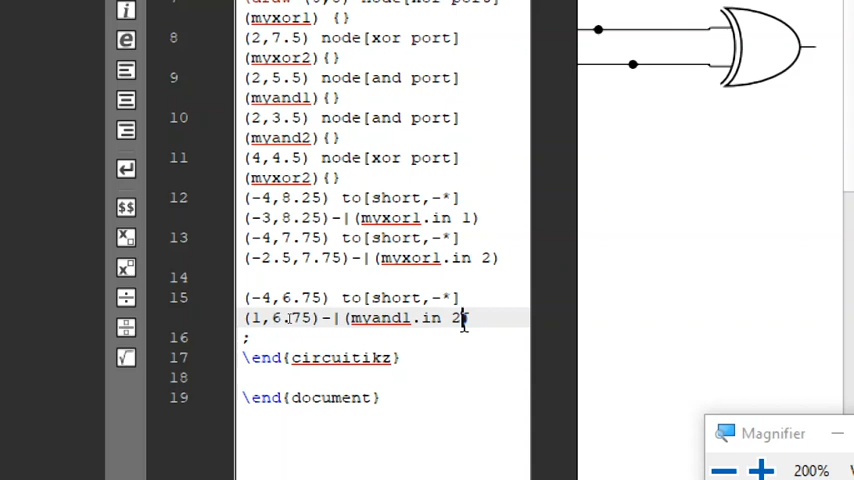 (myxor1) {}
8 (2,7.5) node[xor port]
(myxor2){}
9 (2,5.5) node[and port]
(myand1){}
10 (2,3.5) node[and port]
(myand2){}
11 (4,4.5) node[xor port]
(myxor2){}
12 (-4,8.25) to[short,-*]
(-3,8.25)-|(myxor1.in 1)
13 (-4,7.75) to[short,-*]
(-2.5,7.75)-|(myxor1.in 2)
14
15 (-4,6.75) to[short,-*]
(1,6.75)-|(myand1.in 2)
16 ;
17 \end{circuitikz}
18
19 \end{document}
$$
Magnifier
200%